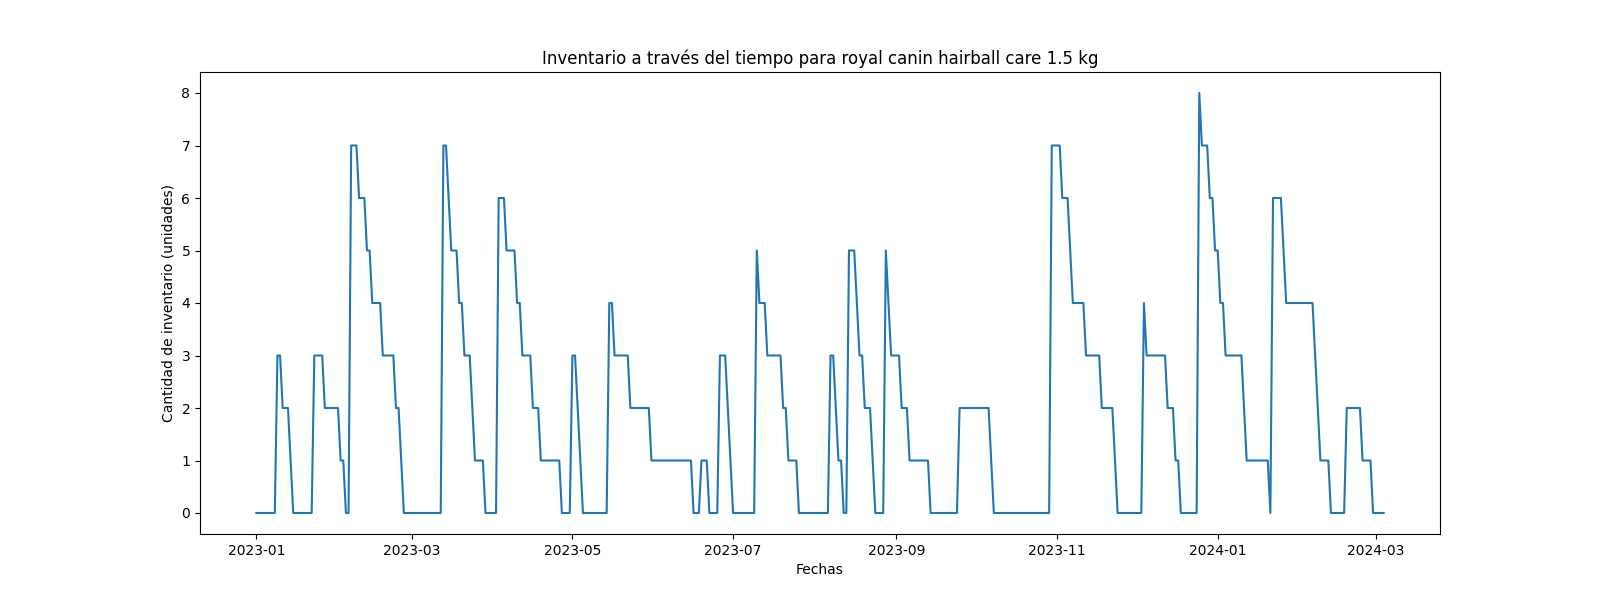 Inventario a través del tiempo para royal canin hairball care 1.5 kg
Cantidad de inventario (unidades)
8
7
6
5
4
3
2
1
0
2023-01 2023-03 2023-05 2023-07 2023-09 2023-11 2024-01 2024-03
Fechas